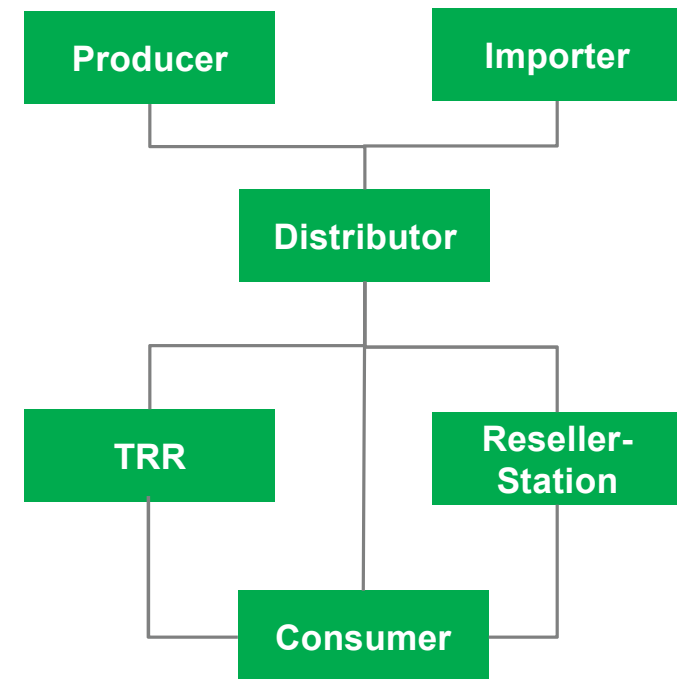 Producer
Importer
Distributor
TRR
Reseller-
Station
Consumer